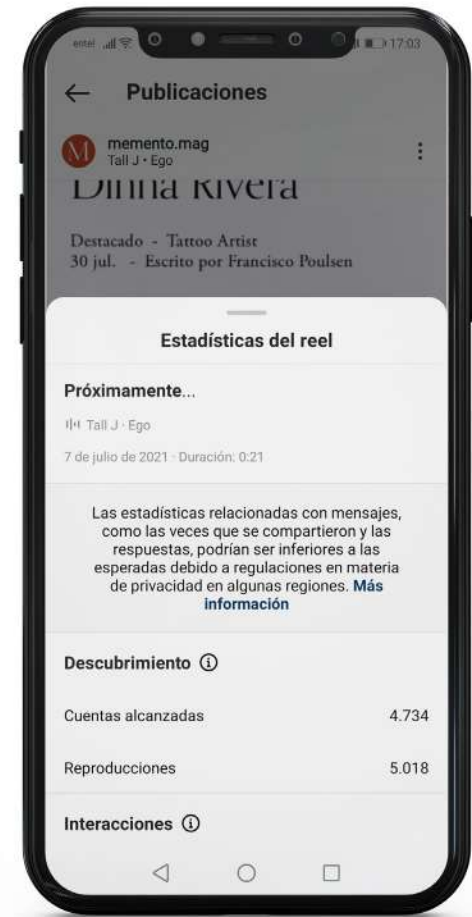 entel 17:03
← Publicaciones
M memento.mag
Tall J • Ego
Dinna Rivera
Destacado - Tattoo Artist
30 jul. - Escrito por Francisco Poulsen
Estadísticas del reel
Próximamente...
Tall J · Ego
7 de julio de 2021 · Duración: 0:21
Las estadísticas relacionadas con mensajes,
como las veces que se compartieron y las
respuestas, podrían ser inferiores a las
esperadas debido a regulaciones en materia
de privacidad en algunas regiones. Más
información
Descubrimiento
Cuentas alcanzadas 4.734
Reproducciones 5.018
Interacciones